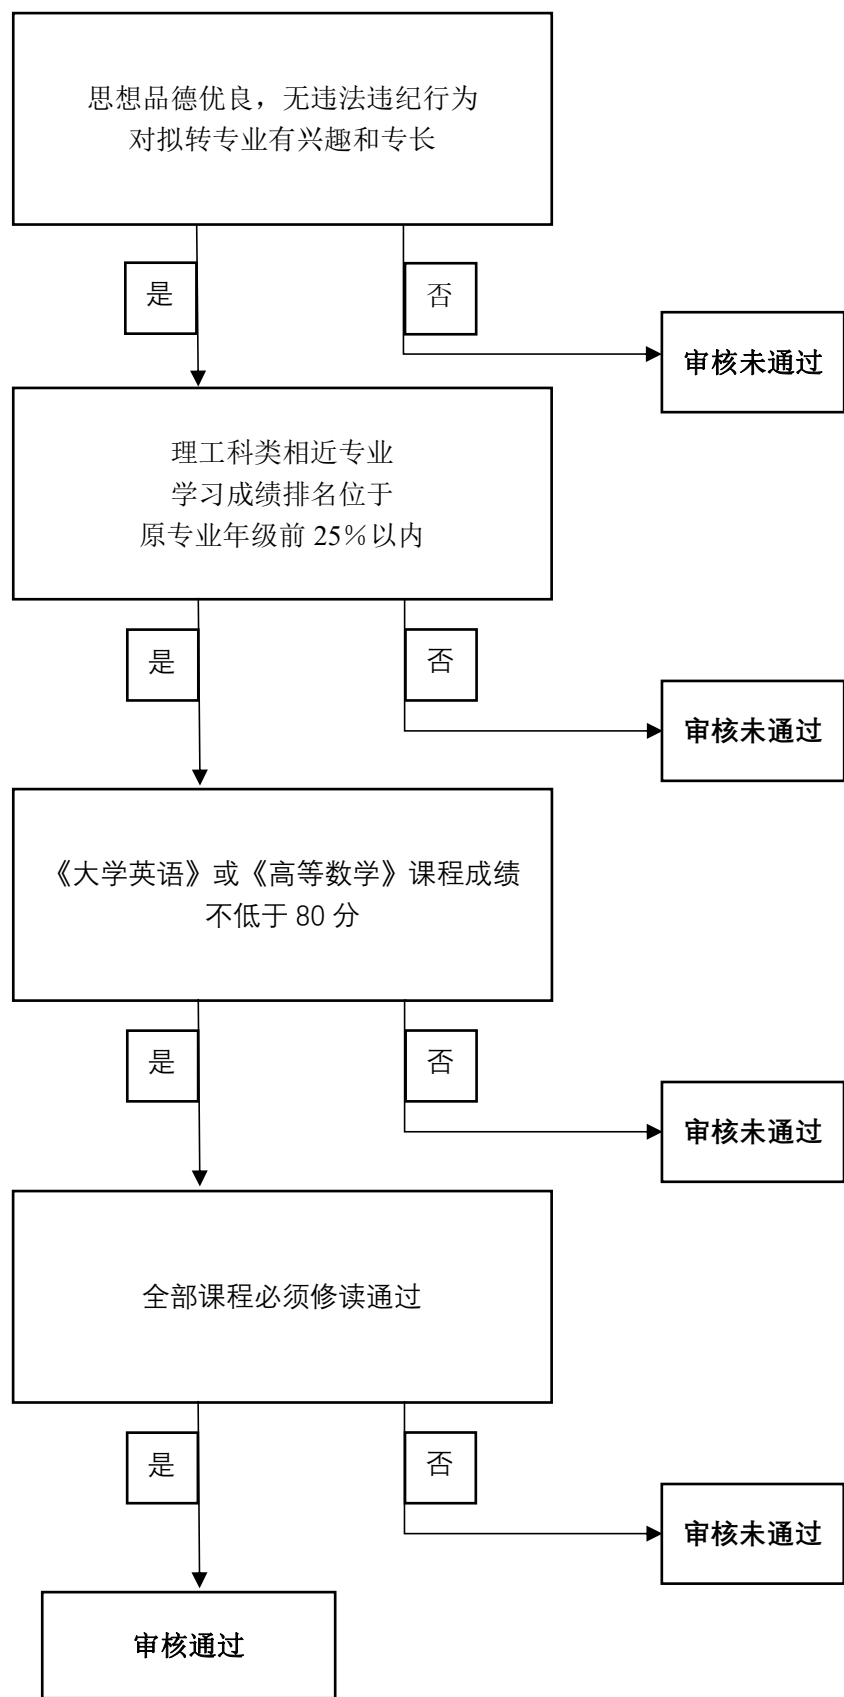 思想品德优良，无违法违纪行为
对拟转专业有兴趣和专长
是
否
审核未通过
理工科类相近专业
学习成绩排名位于
原专业年级前 25％以内
是
否
审核未通过
《大学英语》或《高等数学》课程成绩
不低于 80 分
是
否
审核未通过
全部课程必须修读通过
是
否
审核未通过
审核通过